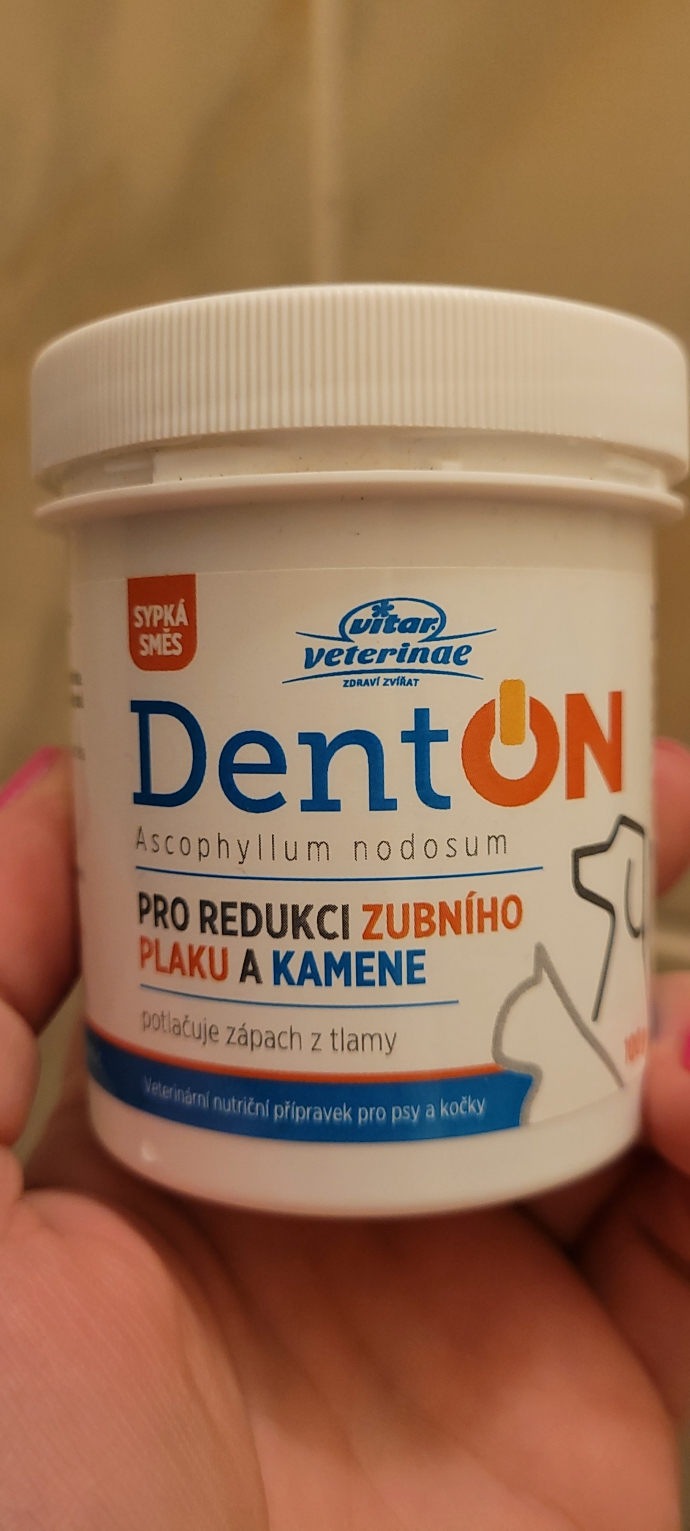 SYPKÁ
SMĚS
vitar
veterinae
ZDRAVÍ ZVÍŘAT
DentON
Ascophyllum nodosum
PRO REDUKCI ZUBNÍHO
PLAKU A KAMENE
potlačuje zápach z tlamy
Veterinární nutriční přípravek pro psy a kočky